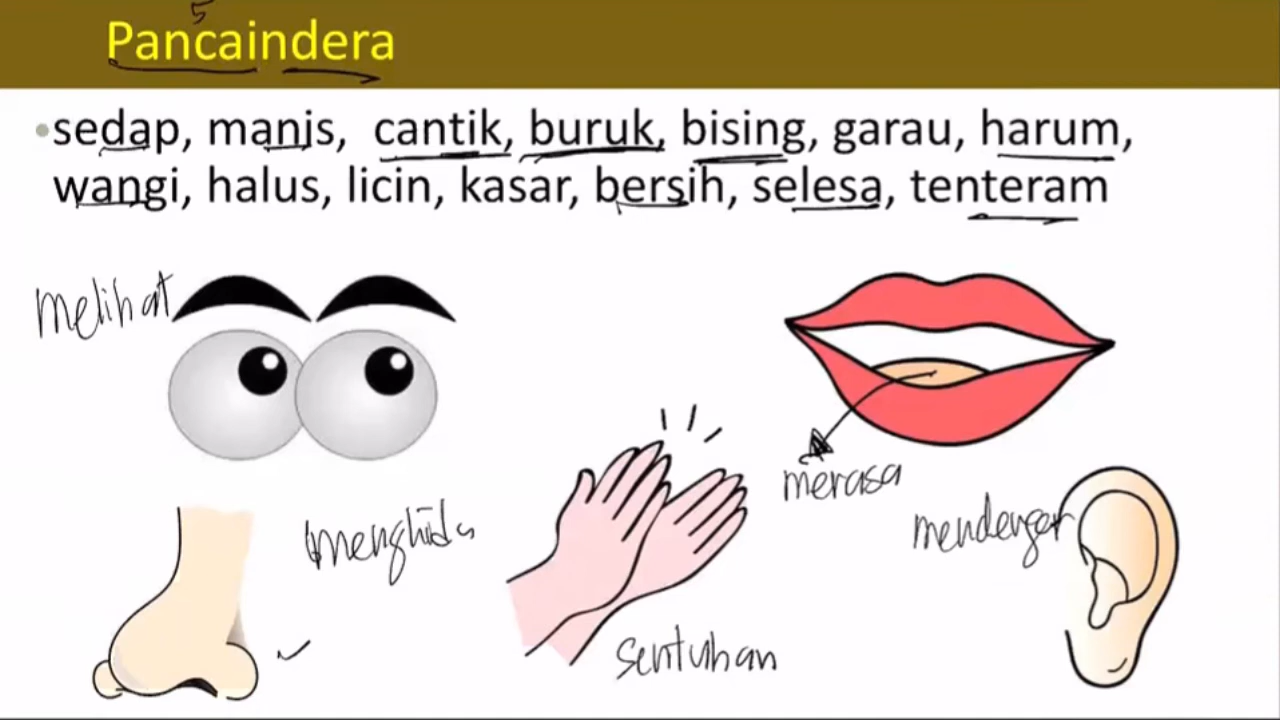 5
Pancaindera
•sedap, manis, cantik, buruk, bising, garau, harum,
wangi, halus, licin, kasar, bersih, selesa, tenteram
melihat
merasa
menghidu
mendengar
sentuhan